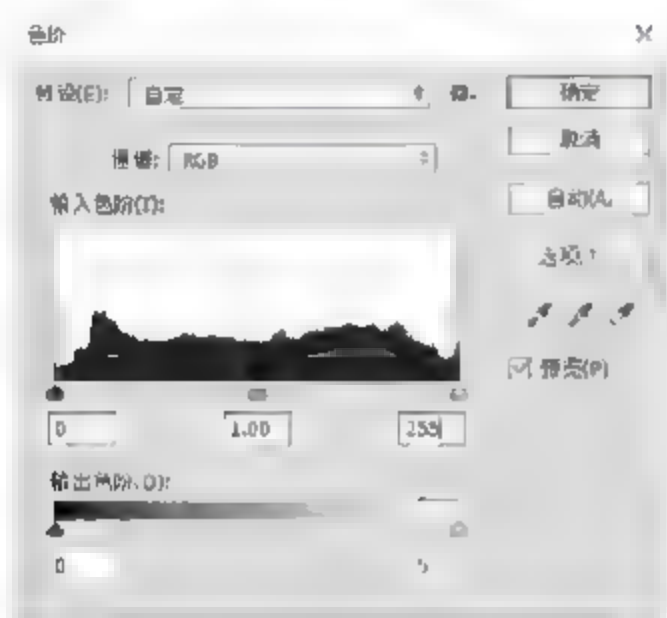 色阶
预设(E): 自定 确定
通道: RGB 取消
输入色阶(I): 自动(A)
选项
预览(P)
0 1.00 255
输出色阶(O):
0